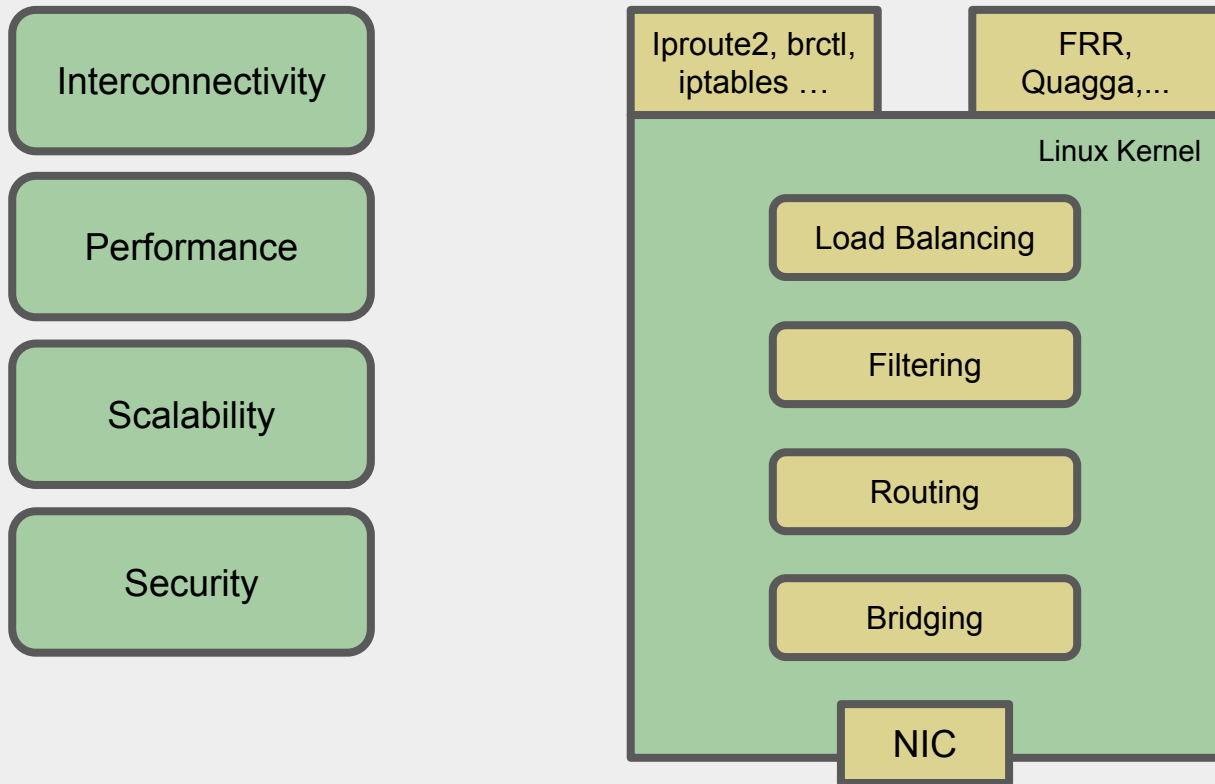 Interconnectivity
Performance
Scalability
Security
Iproute2, brctl,
iptables …
FRR,
Quagga,...
Linux Kernel
Load Balancing
Filtering
Routing
Bridging
NIC